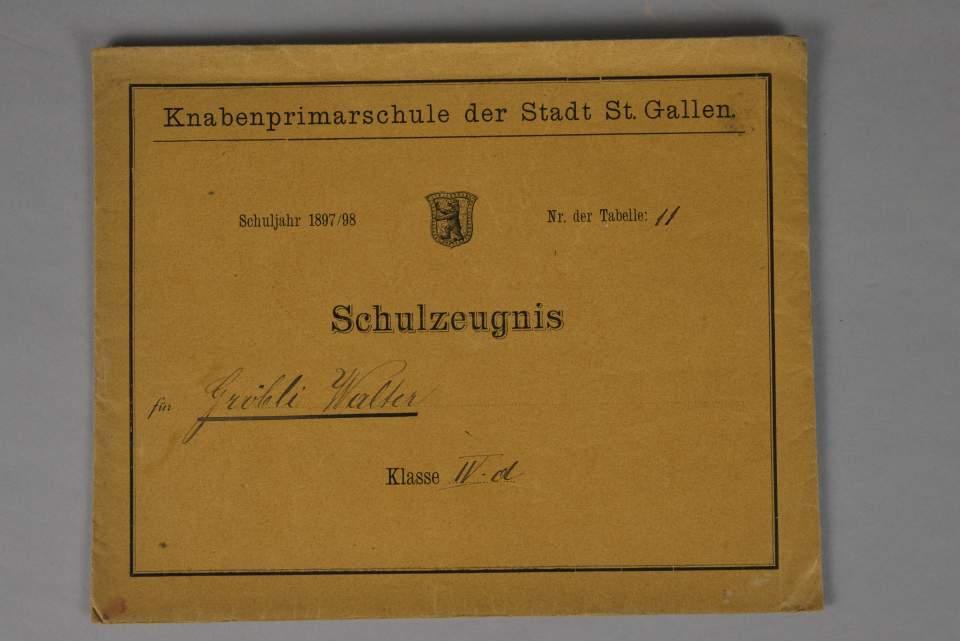 Knabenprimarschule der Stadt St. Gallen.
Schuljahr 1897/98
Nr. der Tabelle: 11
Schulzeugnis
für Gröbli Walter
Klasse IV. d